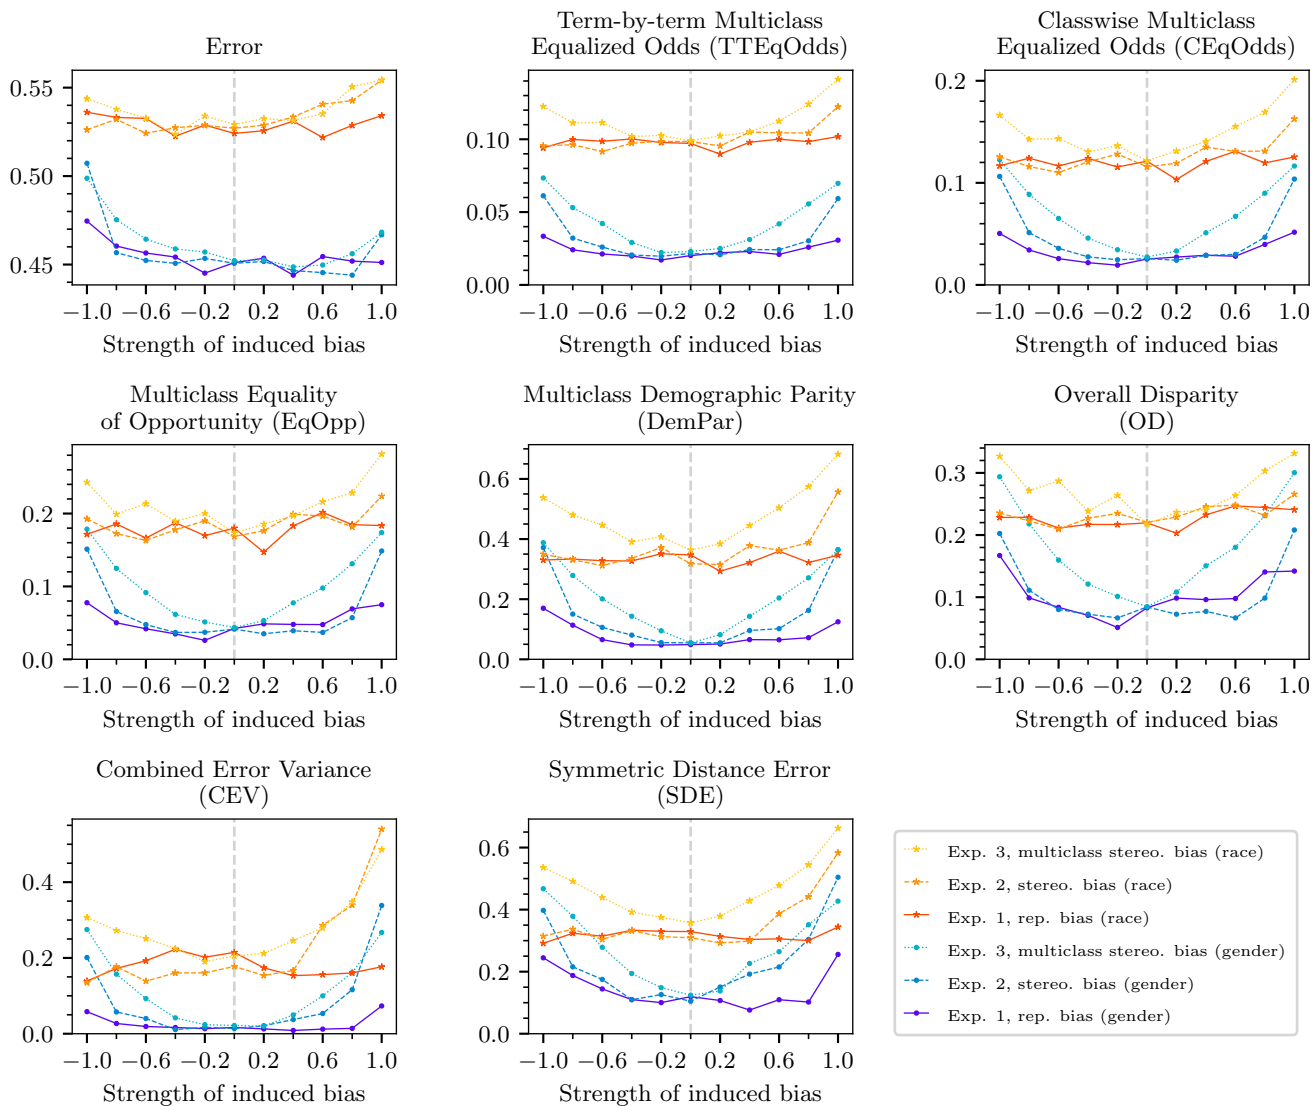 Error
Term-by-term Multiclass
Equalized Odds (TTEqOdds)
Classwise Multiclass
Equalized Odds (CEqOdds)
0.55
0.50
0.45
−1.0 −0.6 −0.2 0.2 0.6 1.0
Strength of induced bias
0.10
0.05
0.00
−1.0 −0.6 −0.2 0.2 0.6 1.0
Strength of induced bias
0.2
0.1
0.0
−1.0 −0.6 −0.2 0.2 0.6 1.0
Strength of induced bias
Multiclass Equality
of Opportunity (EqOpp)
Multiclass Demographic Parity
(DemPar)
Overall Disparity
(OD)
0.2
0.1
0.0
−1.0 −0.6 −0.2 0.2 0.6 1.0
Strength of induced bias
0.6
0.4
0.2
0.0
−1.0 −0.6 −0.2 0.2 0.6 1.0
Strength of induced bias
0.3
0.2
0.1
0.0
−1.0 −0.6 −0.2 0.2 0.6 1.0
Strength of induced bias
Combined Error Variance
(CEV)
Symmetric Distance Error
(SDE)
0.4
0.2
0.0
−1.0 −0.6 −0.2 0.2 0.6 1.0
Strength of induced bias
0.6
0.4
0.2
0.0
−1.0 −0.6 −0.2 0.2 0.6 1.0
Strength of induced bias
Exp. 3, multiclass stereo. bias (race)
Exp. 2, stereo. bias (race)
Exp. 1, rep. bias (race)
Exp. 3, multiclass stereo. bias (gender)
Exp. 2, stereo. bias (gender)
Exp. 1, rep. bias (gender)